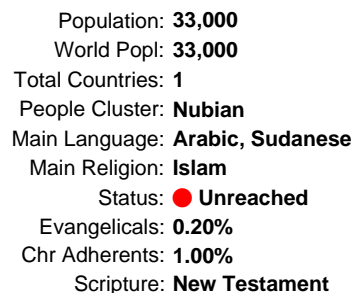 Population: 33,000
World Popl: 33,000
Total Countries: 1
People Cluster: Nubian
Main Language: Arabic, Sudanese
Main Religion: Islam
Status: Unreached
Evangelicals: 0.20%
Chr Adherents: 1.00%
Scripture: New Testament